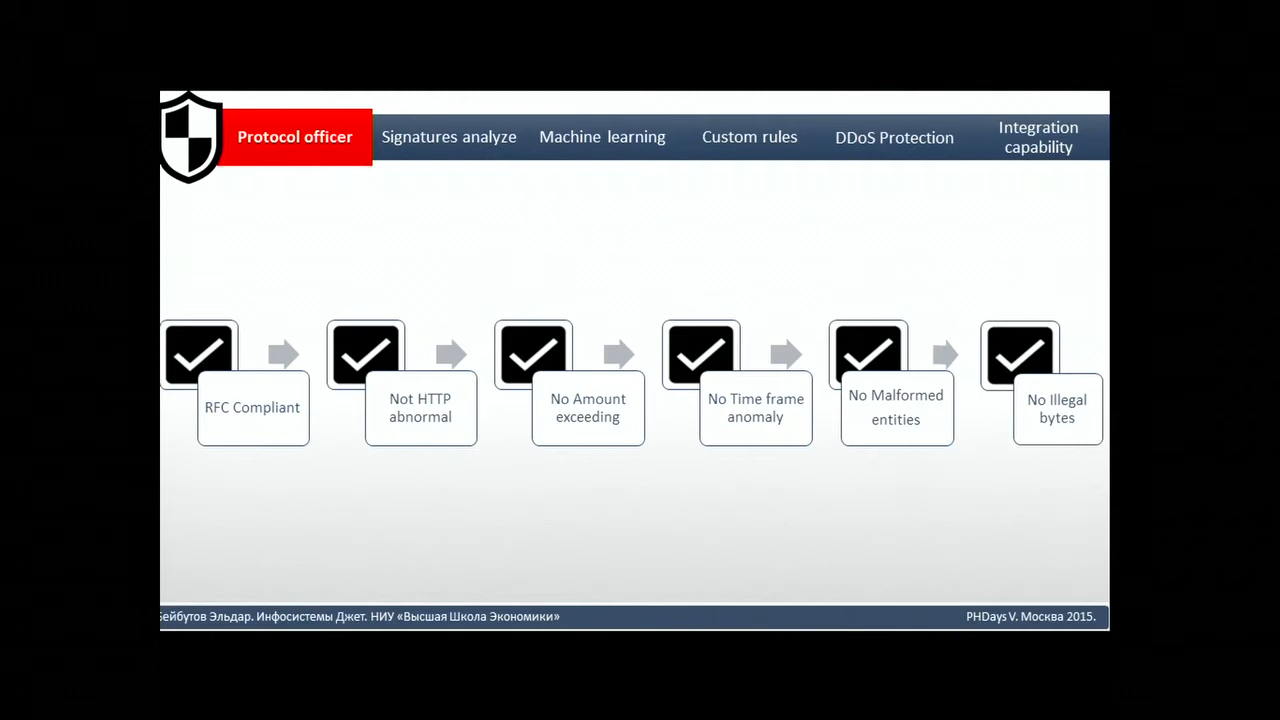 Protocol officer
Signatures analyze
Machine learning
Custom rules
DDoS Protection
Integration
capability
RFC Compliant
Not HTTP
abnormal
No Amount
exceeding
No Time frame
anomaly
No Malformed
entities
No Illegal
bytes
Бейбутов Эльдар. Инфосистемы Джет. НИУ «Высшая Школа Экономики»
PHDays V. Москва 2015.